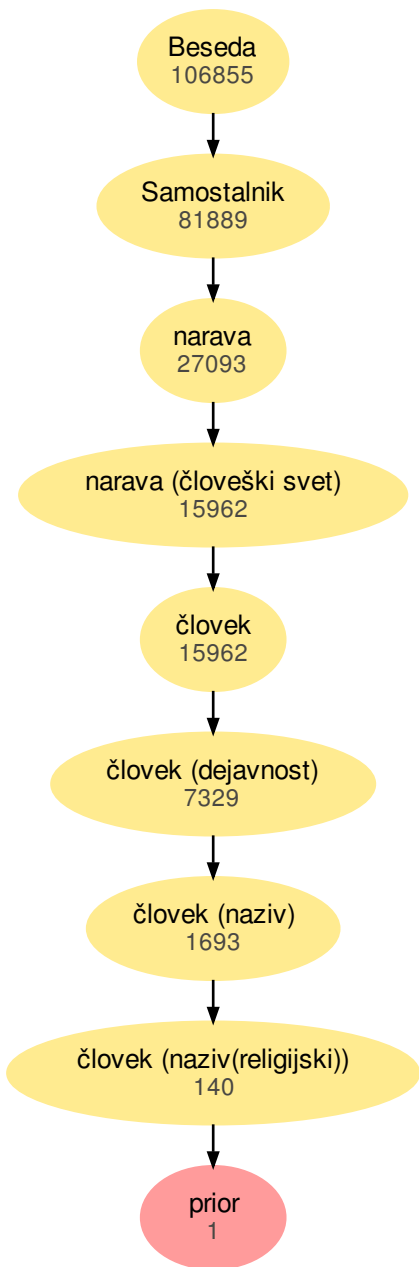 Beseda
106855
Samostalnik
81889
narava
27093
narava (človeški svet)
15962
človek
15962
človek (dejavnost)
7329
človek (naziv)
1693
človek (naziv(religijski))
140
prior
1